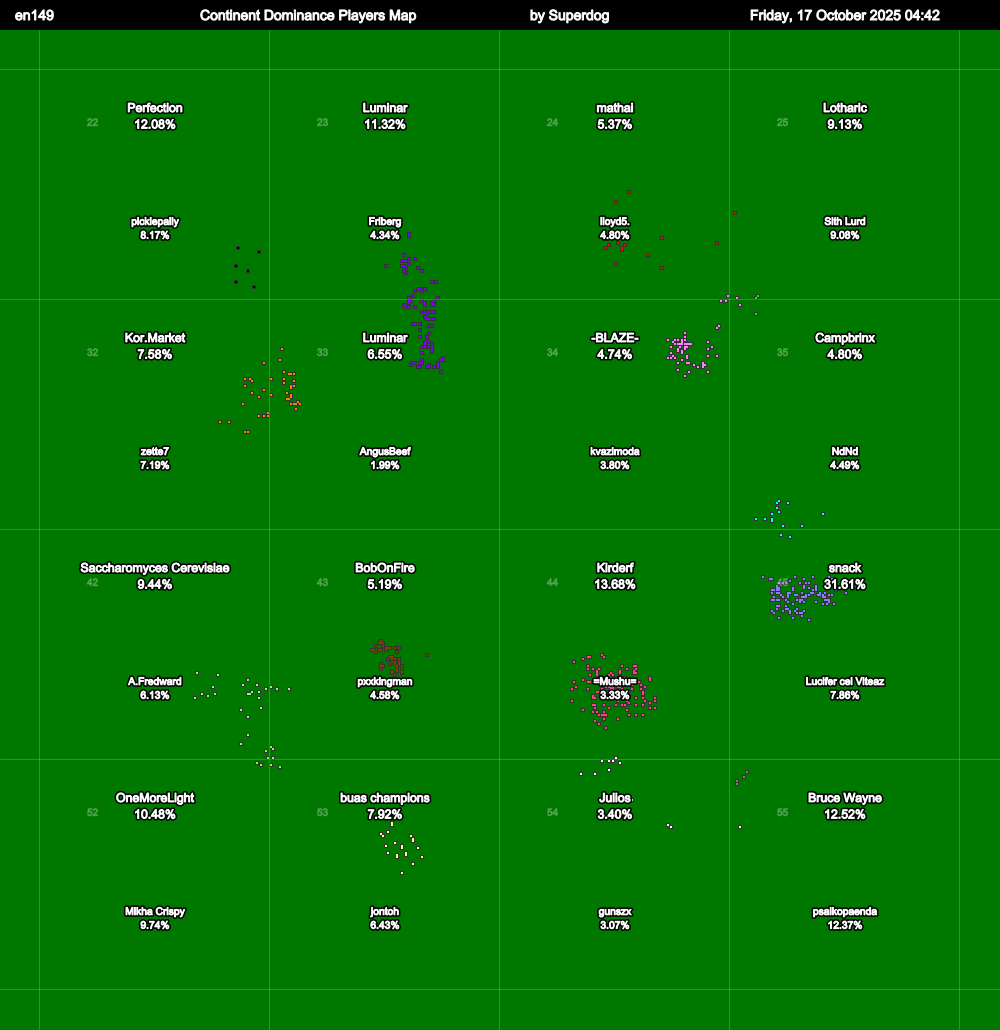 en149 Continent Dominance Players Map by Superdog Friday, 17 October 2025 04:42
Perfection Luminar mathai Lotharic
22 12.08% 23 11.32% 24 5.37% 25 9.13%
picklepally Friberg lloyd5. Sith Lurd
8.17% 4.34% 4.80% 9.08%
Kor.Market Luminar -BLAZE- Campbrinx
32 7.58% 33 6.55% 34 4.74% 35 4.80%
zette7 AngusBeef kvazimoda NdNd
7.19% 1.99% 3.80% 4.49%
Saccharomyces Cerevisiae BobOnFire Kirderf snack
42 9.44% 43 5.19% 44 13.68% 31.61%
A.Fredward pxxkingman =Mushu= Lucifer cel Viteaz
6.13% 4.58% 3.33% 7.86%
OneMoreLight buas champions Julios Bruce Wayne
52 10.48% 53 7.92% 54 3.40% 55 12.52%
Mikha Crispy jontoh gunszx psaikopaenda
9.74% 6.43% 3.07% 12.37%